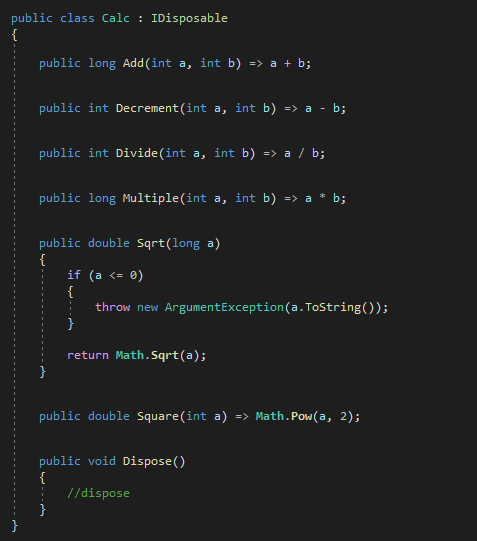 public class Calc : IDisposable
{
public long Add(int a, int b) => a + b;
public int Decrement(int a, int b) => a - b;
public int Divide(int a, int b) => a / b;
public long Multiple(int a, int b) => a * b;
public double Sqrt(long a)
{
if (a <= 0)
{
throw new ArgumentException(a.ToString());
}
return Math.Sqrt(a);
}
public double Square(int a) => Math.Pow(a, 2);
public void Dispose()
{
//dispose
}
}